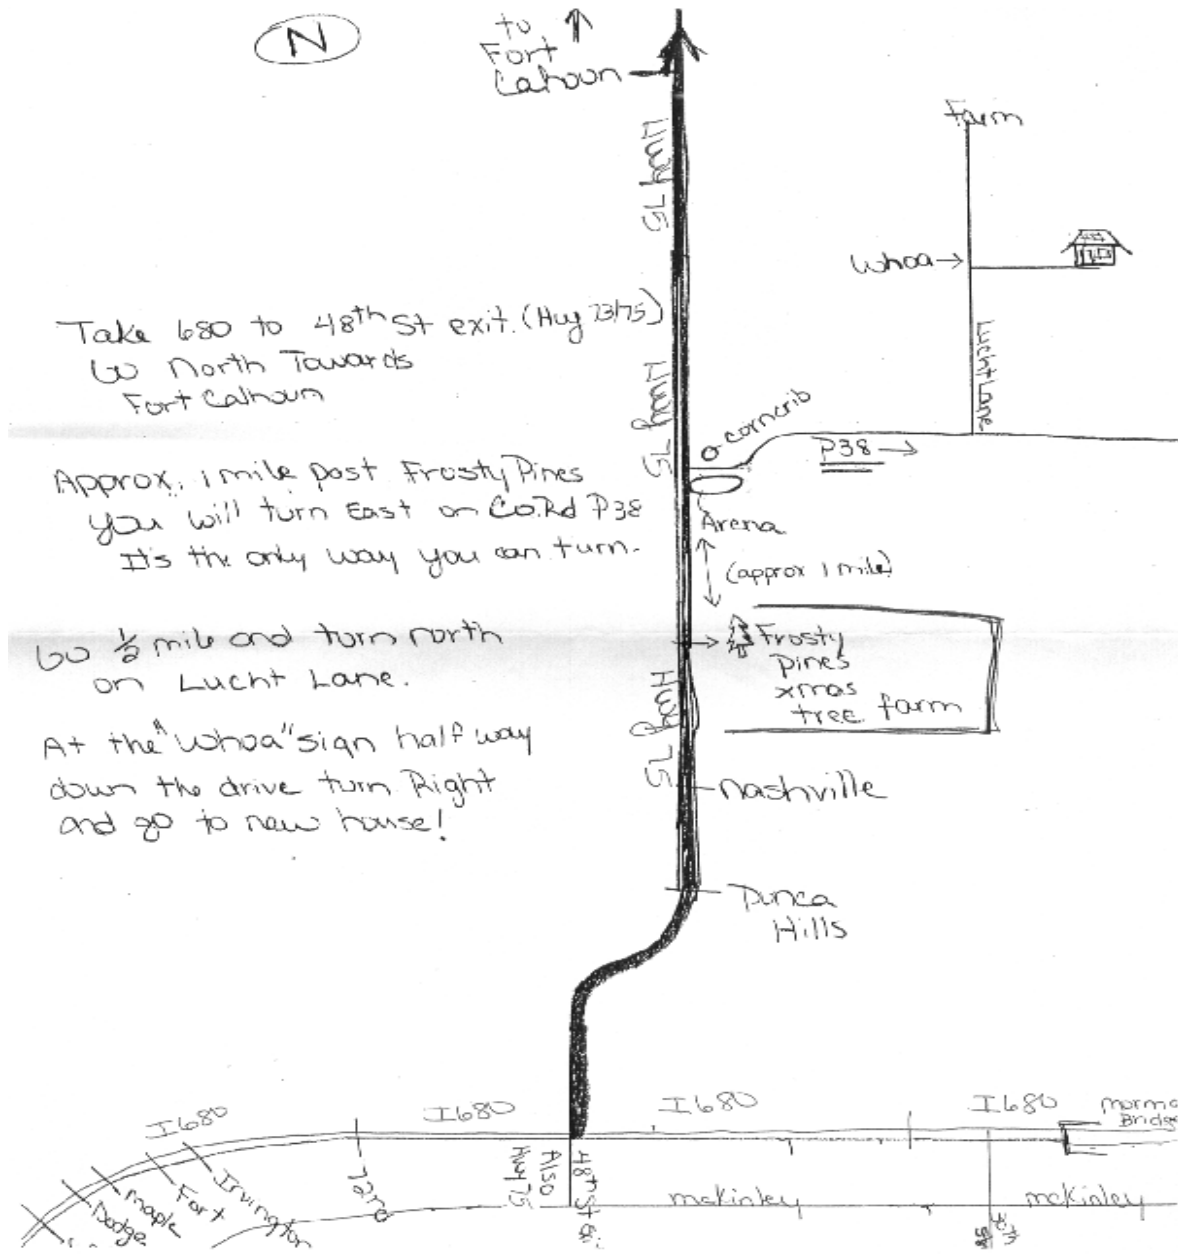 N
to
Fort
Calhoun
Hwy 75
Farm
Whoa
Lucht Lane
Take 680 to 48th St exit. (Hwy 73/75)
Go North Towards
Fort Calhoun
Hwy 75
corncrib
P38
Approx. 1 mile past Frosty Pines
you will turn East on Co.Rd P38
It's the only way you can turn.
Arena
(approx 1 mile)
Go 1/2 mile and turn north
on Lucht Lane.
Frosty
pines
xmas
tree farm
Hwy 75
At the "Whoa" sign half way
down the drive turn Right
and go to new house!
Nashville
Ponca
Hills
I680
I680
I680
I680
Bridge
72nd
Also
Hwy 75
48th St
Irvington
Fort
maple
Dodge
mcKinley
mcKinley
30th